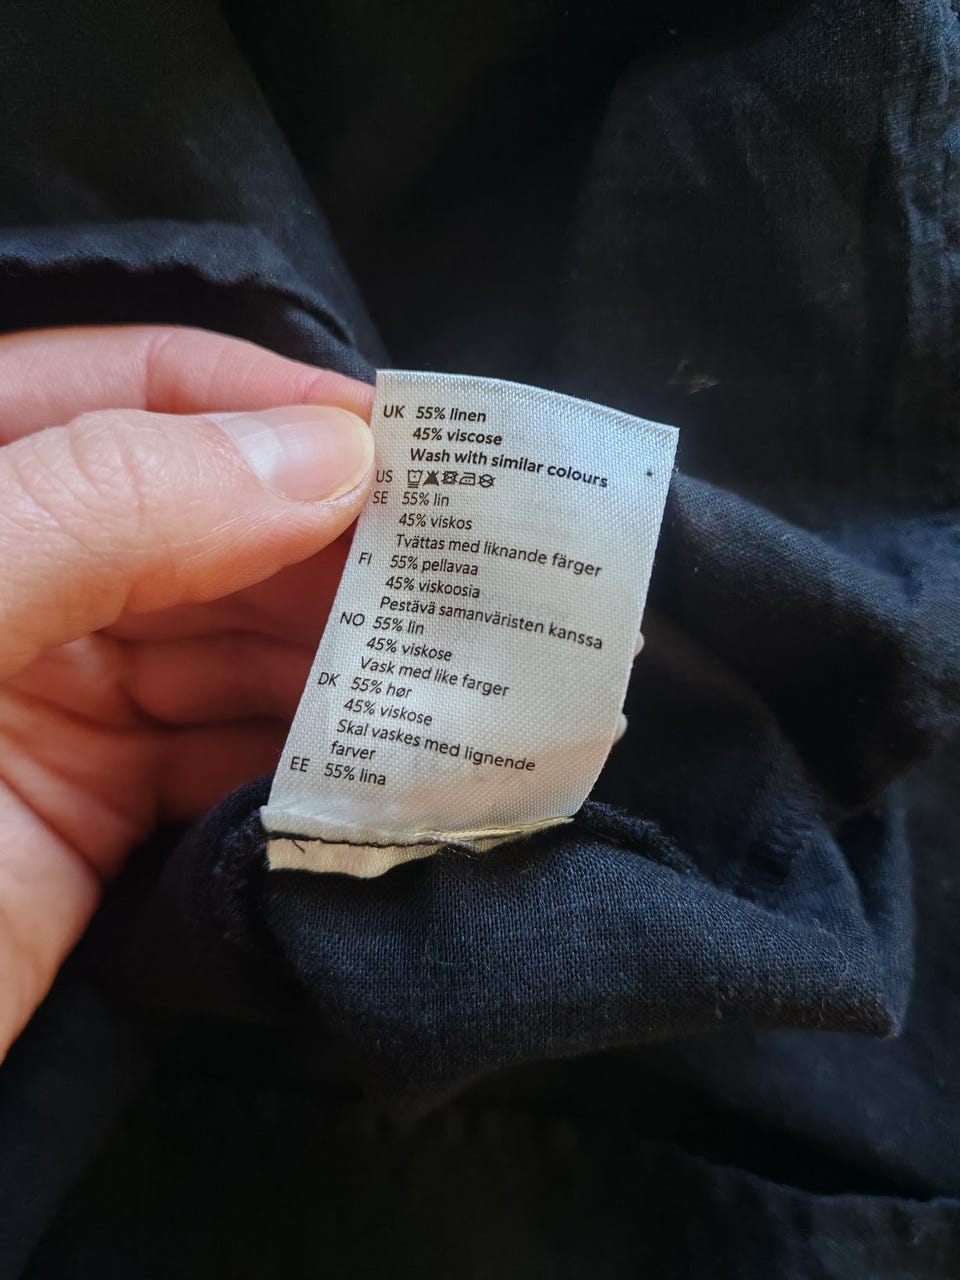 UK 55% linen
45% viscose
Wash with similar colours
US
SE 55% lin
45% viskos
Tvättas med liknande färger
FI 55% pellavaa
45% viskoosia
Pestävä samanväristen kanssa
NO 55% lin
45% viskose
Vask med like farger
DK 55% hør
45% viskose
Skal vaskes med lignende
farver
EE 55% lina